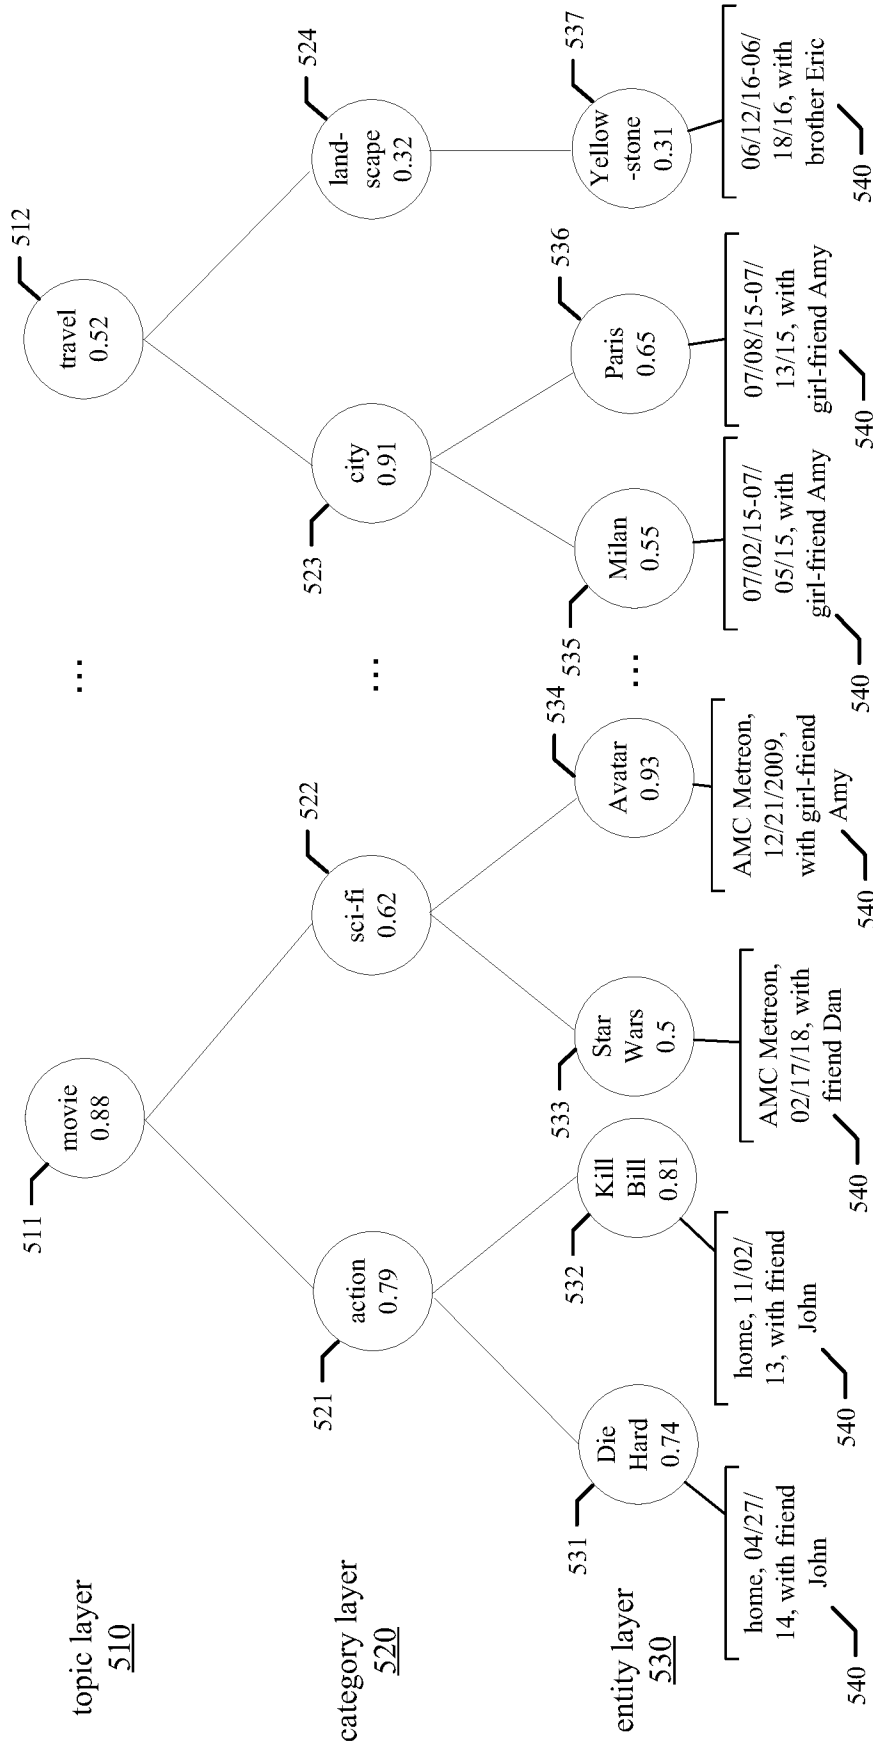 topic layer
510
511
movie
0.88
...
512
travel
0.52
category layer
520
521
action
0.79
522
sci-fi
0.62
...
523
city
0.91
524
land-
scape
0.32
entity layer
530
531
Die
Hard
0.74
532
Kill
Bill
0.81
533
Star
Wars
0.5
534
Avatar
0.93
...
535
Milan
0.55
536
Paris
0.65
537
Yellow
-stone
0.31
home, 04/27/
14, with friend
John
540
home, 11/02/
13, with friend
John
540
AMC Metreon,
02/17/18, with
friend Dan
540
AMC Metreon,
12/21/2009,
with girl-friend
Amy
540
07/02/15-07/
05/15, with
girl-friend Amy
540
07/08/15-07/
13/15, with
girl-friend Amy
540
06/12/16-06/
18/16, with
brother Eric
540